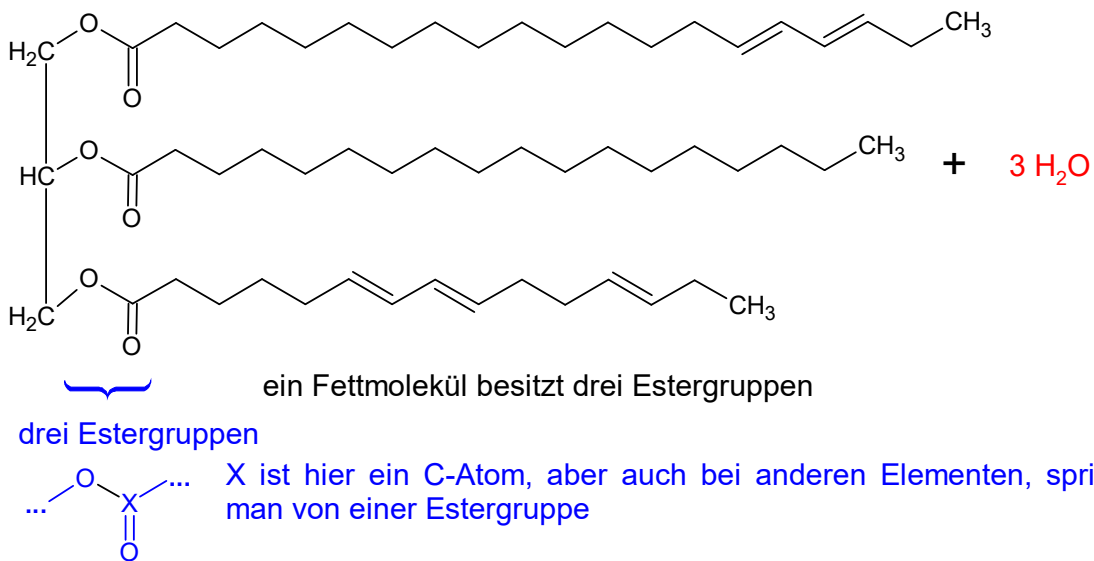 O
H₂C
O
CH₃
O
HC
O
CH₃
+ 3 H₂O
O
H₂C
O
CH₃
ein Fettmolekül besitzt drei Estergruppen
drei Estergruppen
... O X ... O
X ist hier ein C-Atom, aber auch bei anderen Elementen, spri
man von einer Estergruppe